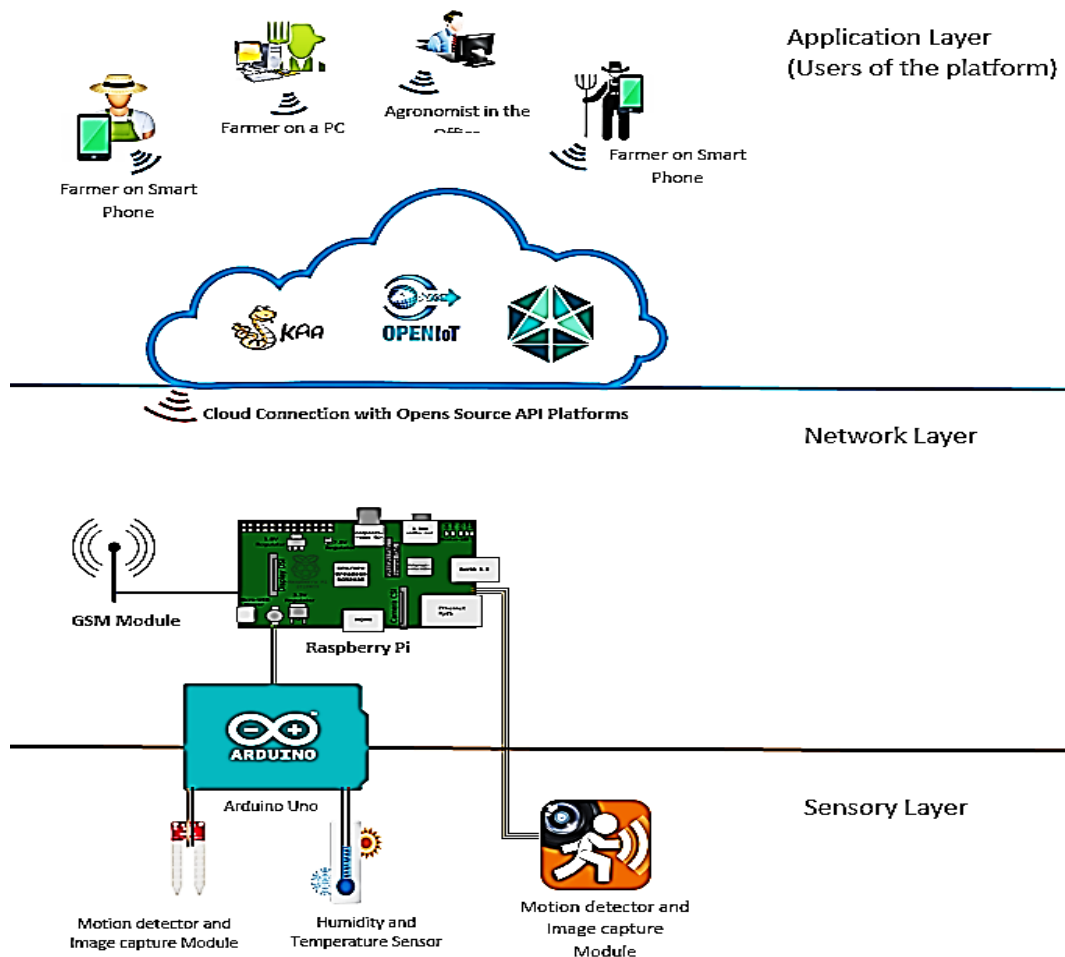 Application Layer
(Users of the platform)
Farmer on a PC
Agronomist in the
Office
Farmer on Smart
Phone
Farmer on Smart
Phone
KAA
OPENIoT
Cloud Connection with Opens Source API Platforms
Network Layer
GSM Module
Raspberry Pi
ARDUINO
Arduino Uno
Sensory Layer
Motion detector and
Image capture Module
Humidity and
Temperature Sensor
Motion detector and
Image capture
Module